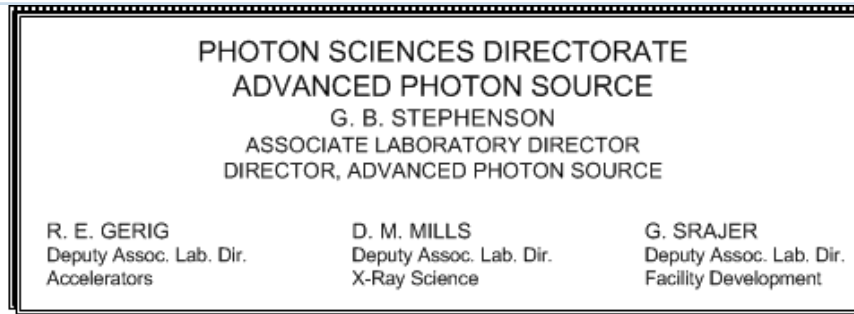 PHOTON SCIENCES DIRECTORATE
ADVANCED PHOTON SOURCE
G. B. STEPHENSON
ASSOCIATE LABORATORY DIRECTOR
DIRECTOR, ADVANCED PHOTON SOURCE
R. E. GERIG
Deputy Assoc. Lab. Dir.
Accelerators
D. M. MILLS
Deputy Assoc. Lab. Dir.
X-Ray Science
G. SRAJER
Deputy Assoc. Lab. Dir.
Facility Development